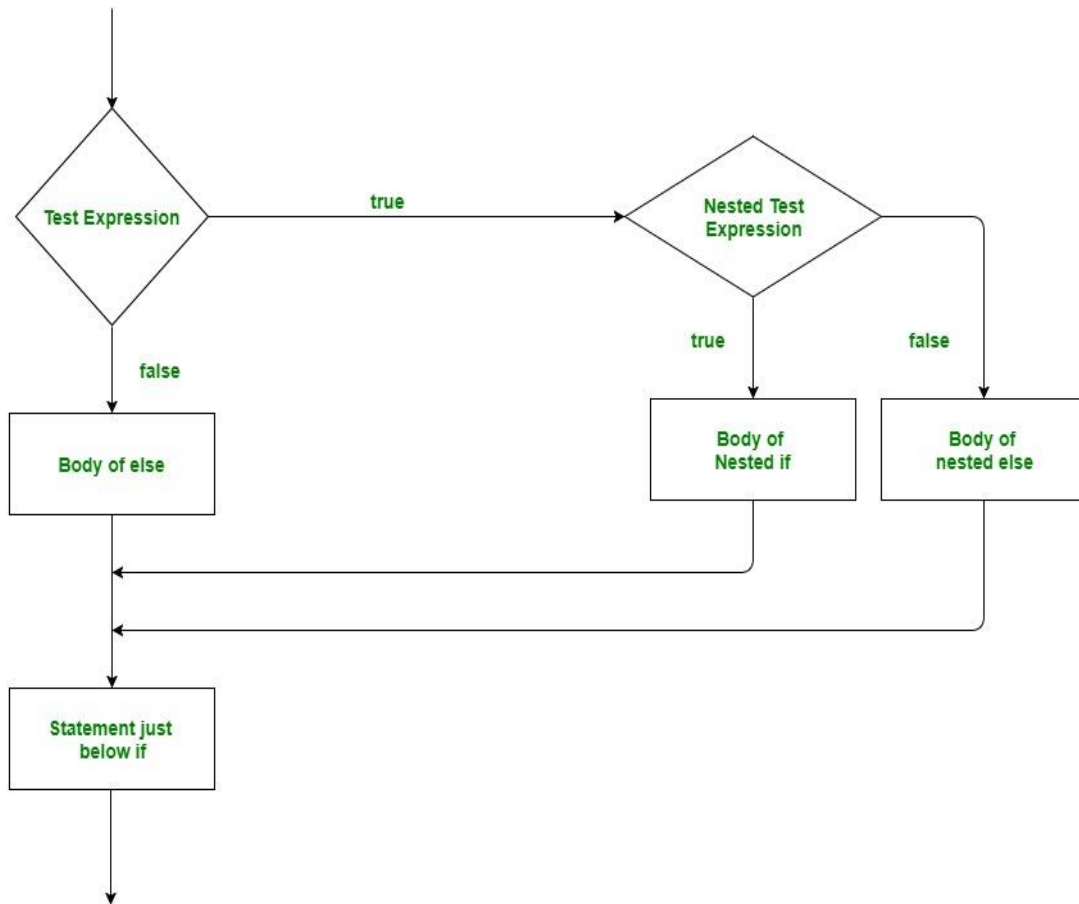 Test Expression
true
Nested Test
Expression
true
false
false
Body of else
Body of
Nested if
Body of
nested else
Statement just
below if